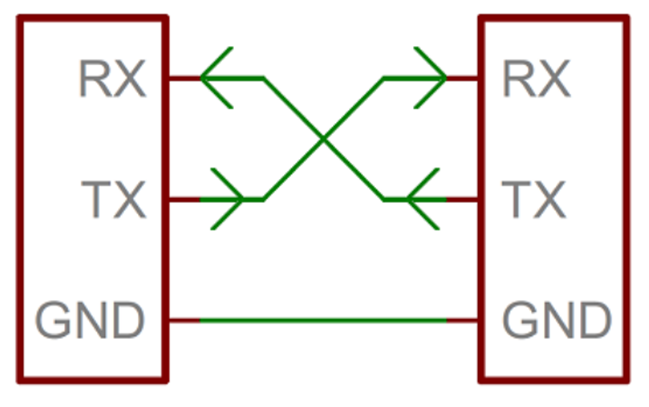 RX RX
TX TX
GND GND